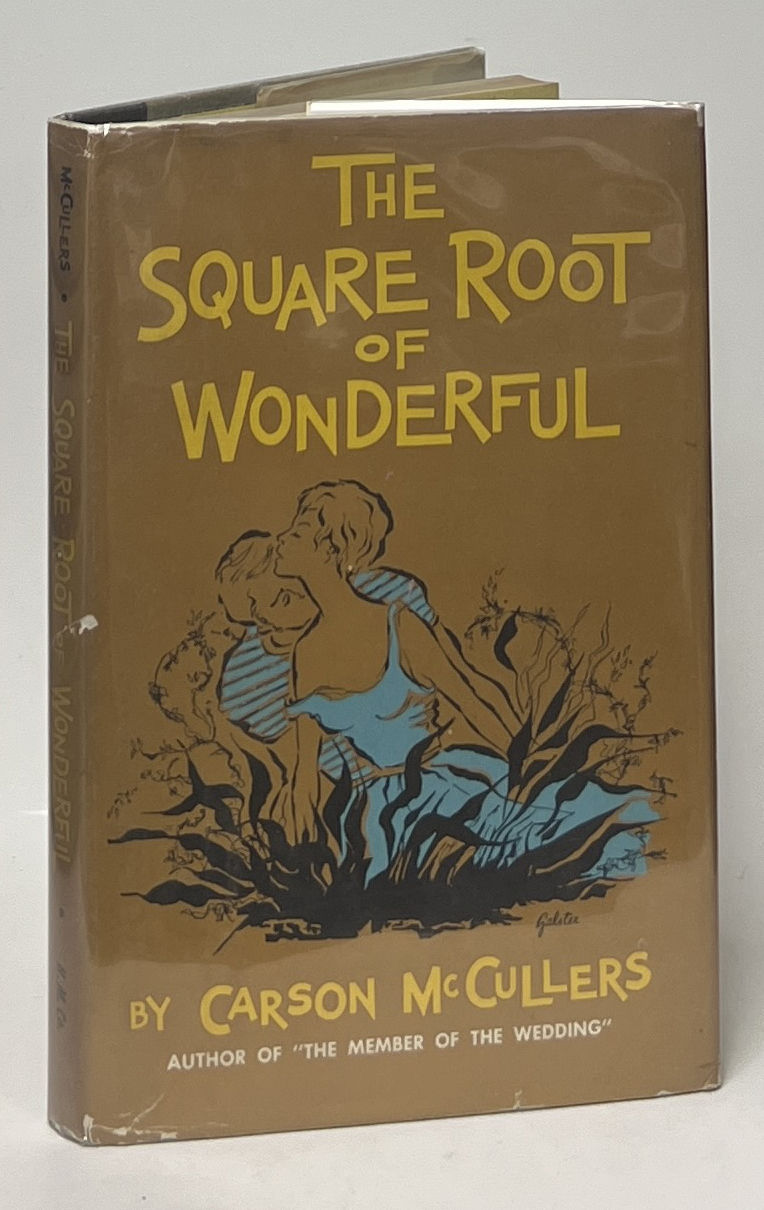 THE
SQUARE ROOT
OF
WONDERFUL
BY CARSON MCCULLERS
AUTHOR OF "THE MEMBER OF THE WEDDING"
MCCULLERS • THE SQUARE ROOT OF WONDERFUL • H.M. Co.